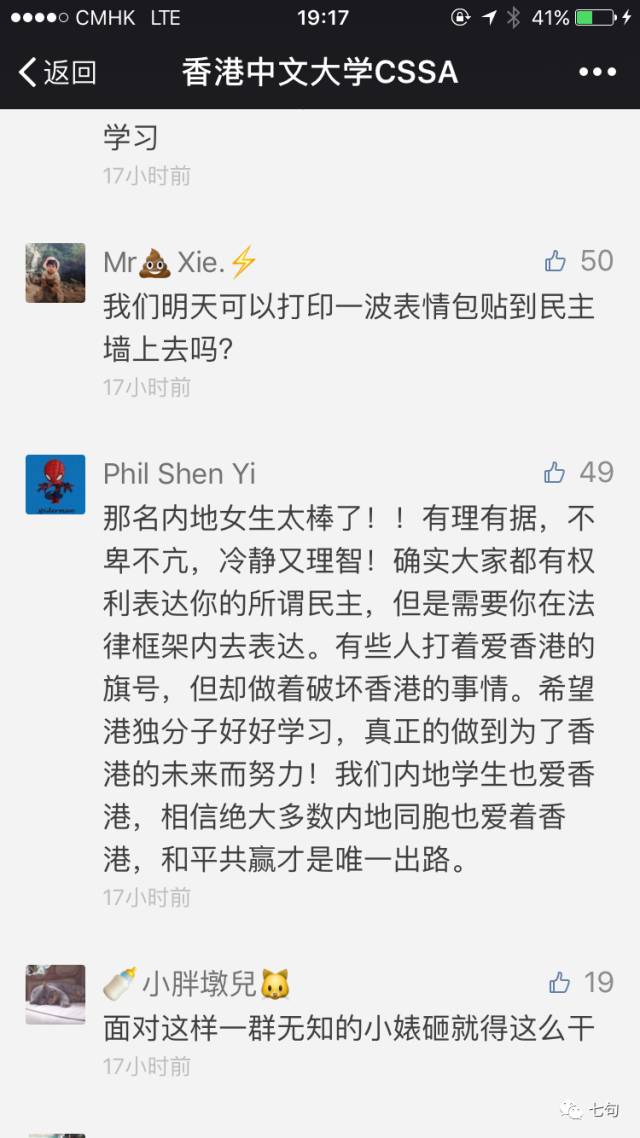 CMHK LTE 19:17 41%
返回 香港中文大学CSSA
学习
17小时前
Mr💩Xie.⚡ 50
我们明天可以打印一波表情包贴到民主
墙上去吗？
17小时前
Phil Shen Yi 49
那名内地女生太棒了！！有理有据，不
卑不亢，冷静又理智！确实大家都有权
利表达你的所谓民主，但是需要你在法
律框架内去表达。有些人打着爱香港的
旗号，但却做着破坏香港的事情。希望
港独分子好好学习，真正的做到为了香
港的未来而努力！我们内地学生也爱香
港，相信绝大多数内地同胞也爱着香
港，和平共赢才是唯一出路。
17小时前
🍼小胖墩兒🐱 19
面对这样一群无知的小婊砸就得这么干
17小时前
七句